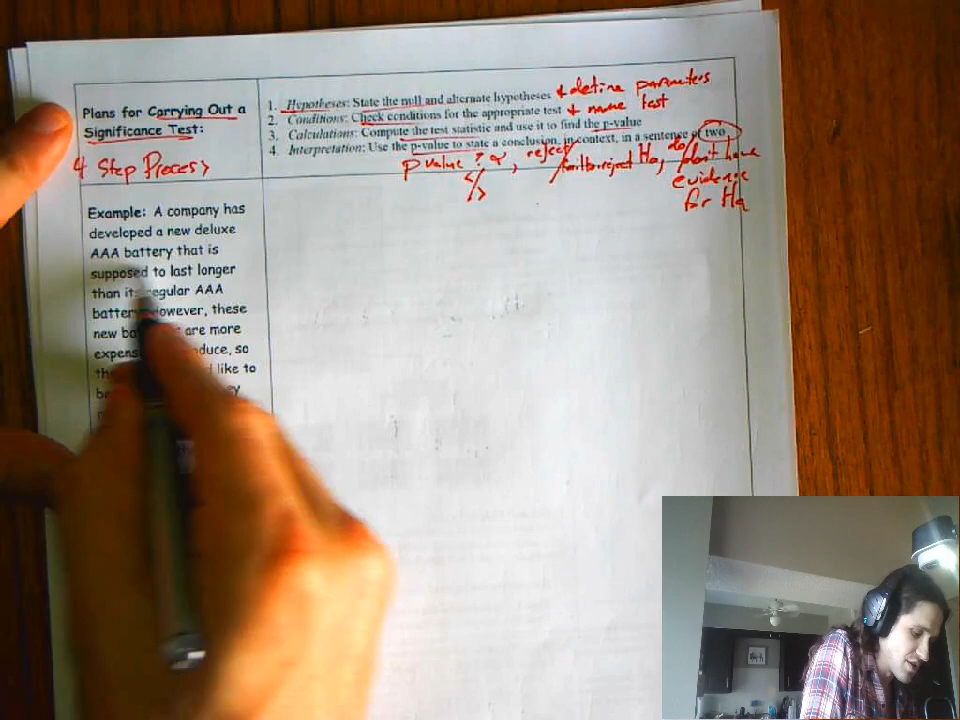 Plans for Carrying Out a
Significance Test:
4 Step Process
1. Hypotheses: State the null and alternate hypotheses + define parameters
2. Conditions: Check conditions for the appropriate test + name test
3. Calculations: Compute the test statistic and use it to find the p-value
4. Interpretation: Use the p-value to state a conclusion, in context, in a sentence or two
p value ? α, reject/ fail to reject Ho, do/ don't have
</>
evidence
for Ha
Example: A company has
developed a new deluxe
AAA battery that is
supposed to last longer
than its regular AAA
However, these
new are more
so
like to